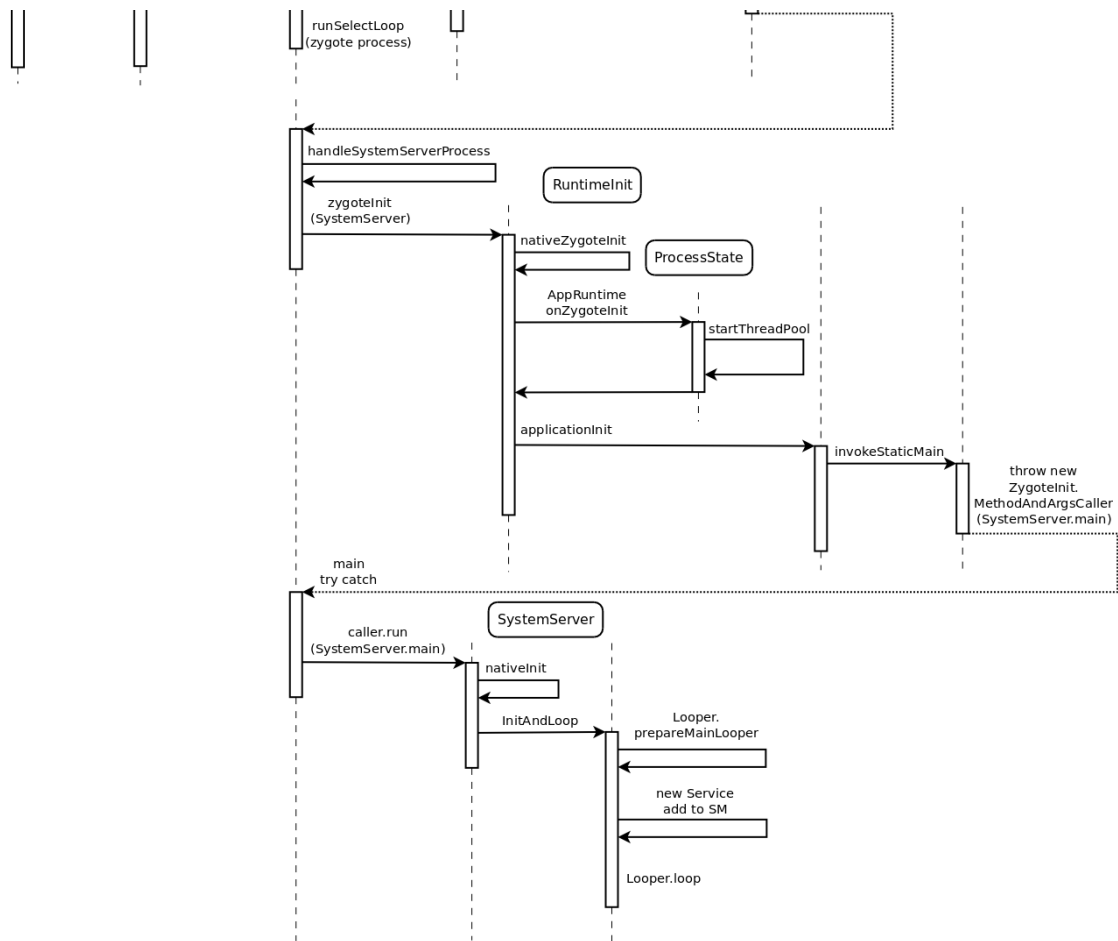 runSelectLoop
(zygote process)
handleSystemServerProcess
RuntimeInit
zygoteInit
(SystemServer)
nativeZygoteInit
ProcessState
AppRuntime
onZygoteInit
startThreadPool
applicationInit
invokeStaticMain
throw new
ZygoteInit.
MethodAndArgsCaller
(SystemServer.main)
main
try catch
SystemServer
caller.run
(SystemServer.main)
nativeInit
InitAndLoop
Looper.
prepareMainLooper
new Service
add to SM
Looper.loop